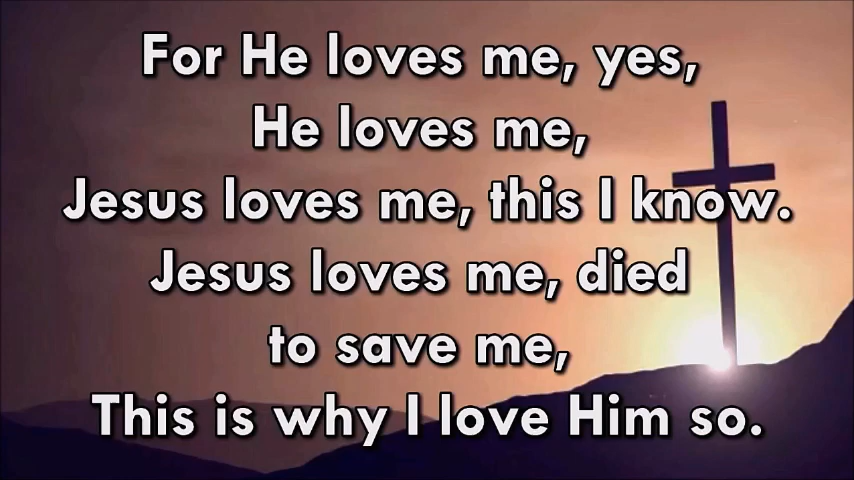 For He loves me, yes,
He loves me,
Jesus loves me, this I know.
Jesus loves me, died
to save me,
This is why I love Him so.